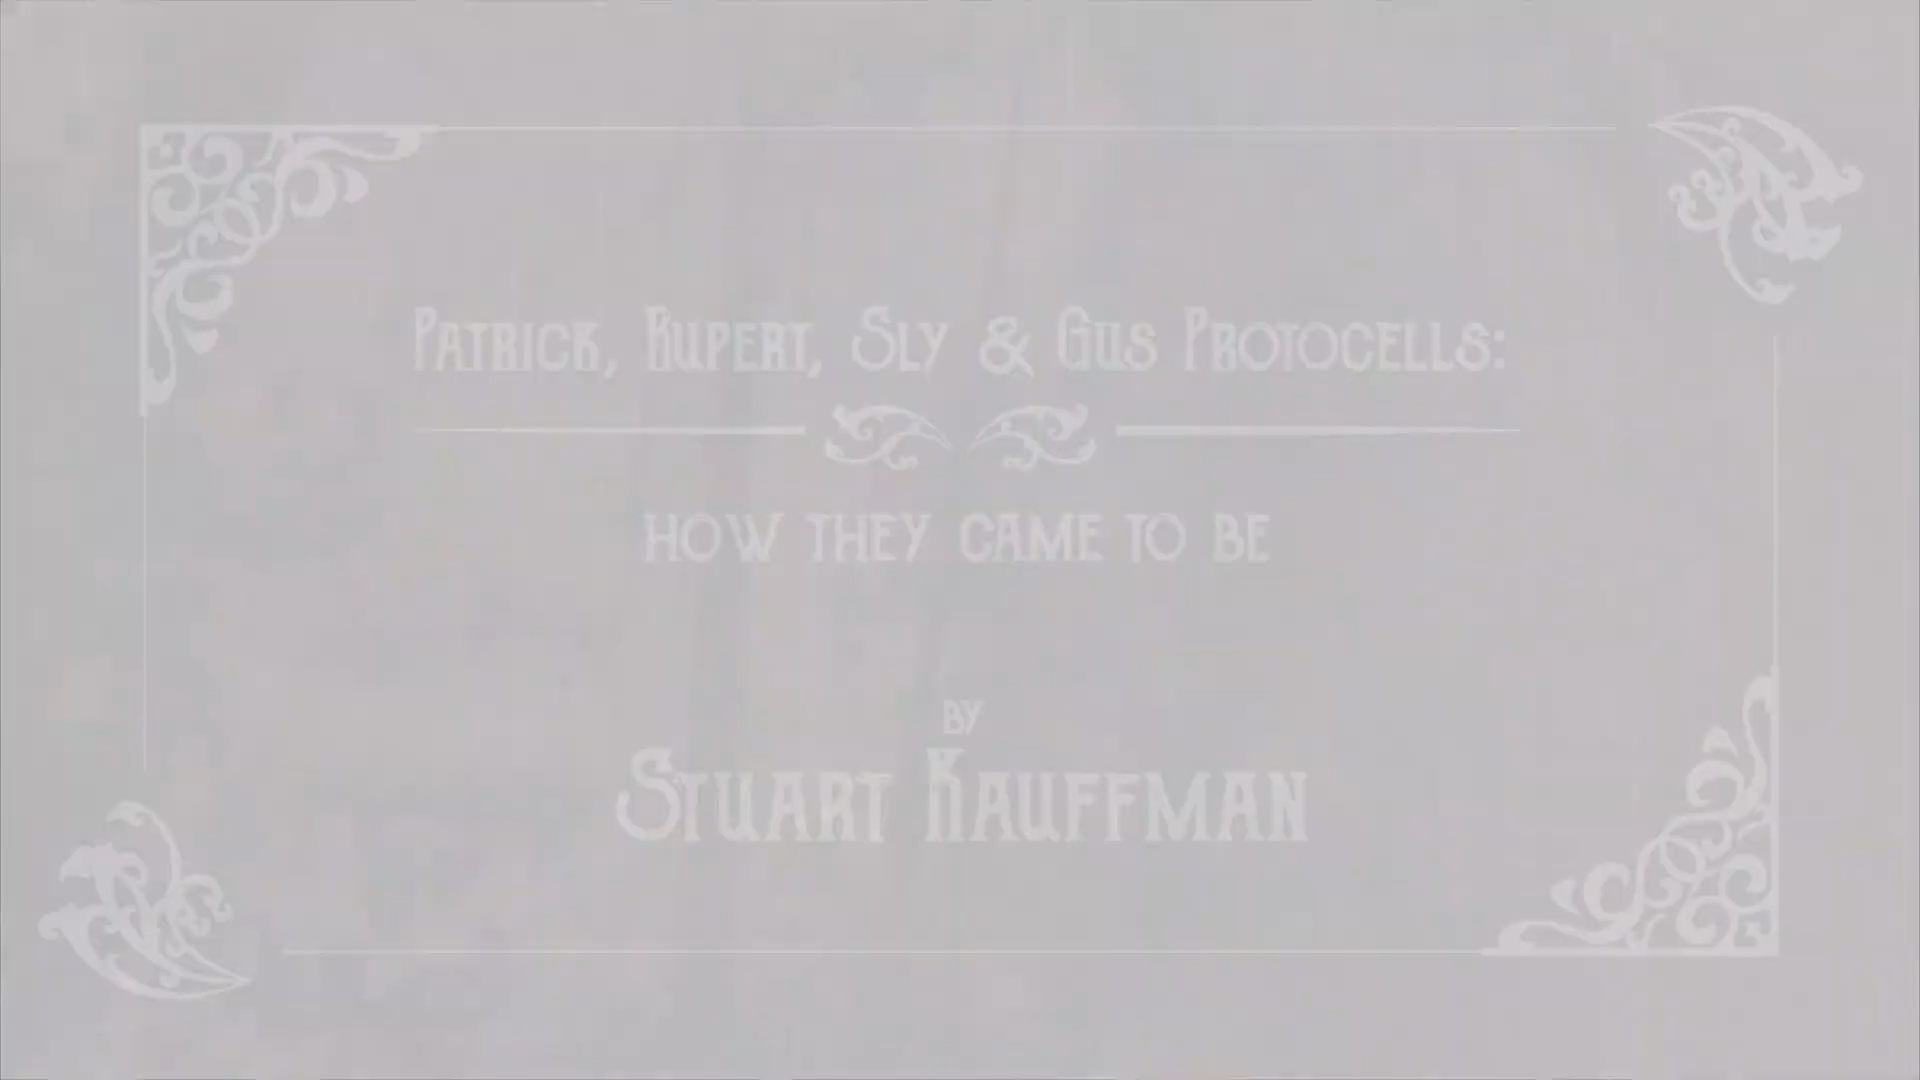 Patrick, Rupert, Sly & Gus Protocells:
HOW THEY CAME TO BE
BY
Stuart Kauffman